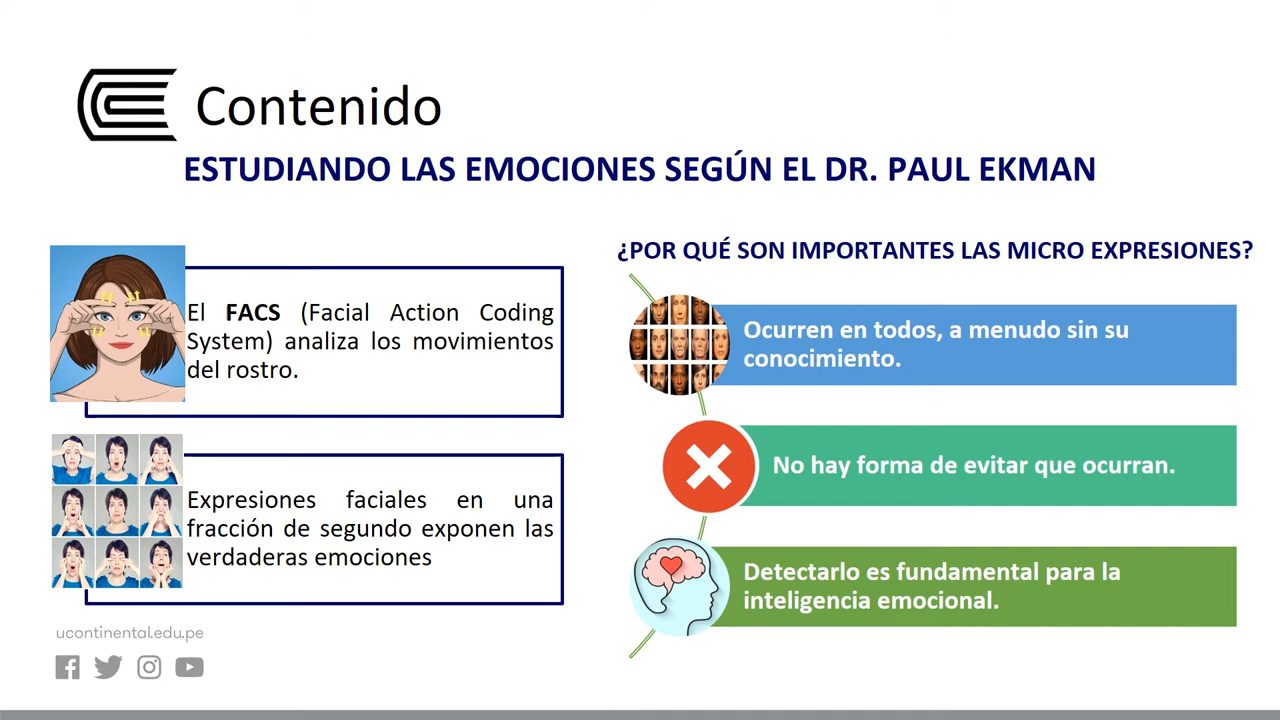 Contenido
ESTUDIANDO LAS EMOCIONES SEGÚN EL DR. PAUL EKMAN
El FACS (Facial Action Coding
System) analiza los movimientos
del rostro.
Expresiones faciales en una
fracción de segundo exponen las
verdaderas emociones
¿POR QUÉ SON IMPORTANTES LAS MICRO EXPRESIONES?
Ocurren en todos, a menudo sin su
conocimiento.
No hay forma de evitar que ocurran.
Detectarlo es fundamental para la
inteligencia emocional.
ucontinental.edu.pe